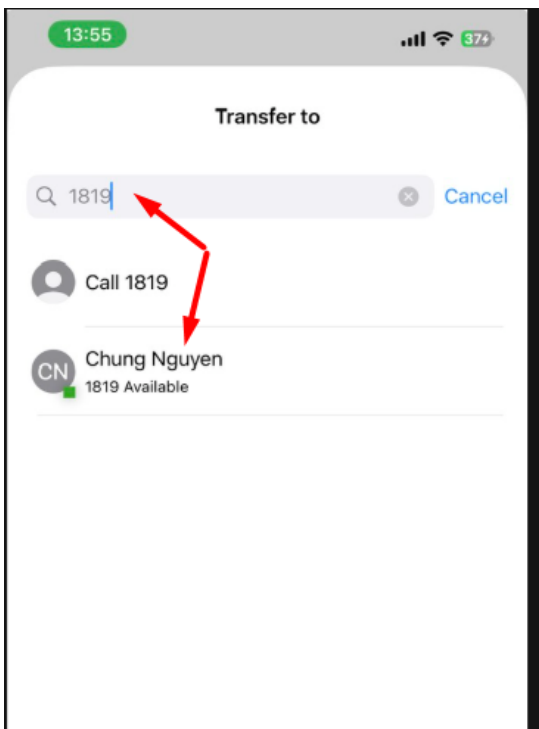 13:55
37
Transfer to
1819
Cancel
Call 1819
CN
Chung Nguyen
1819 Available